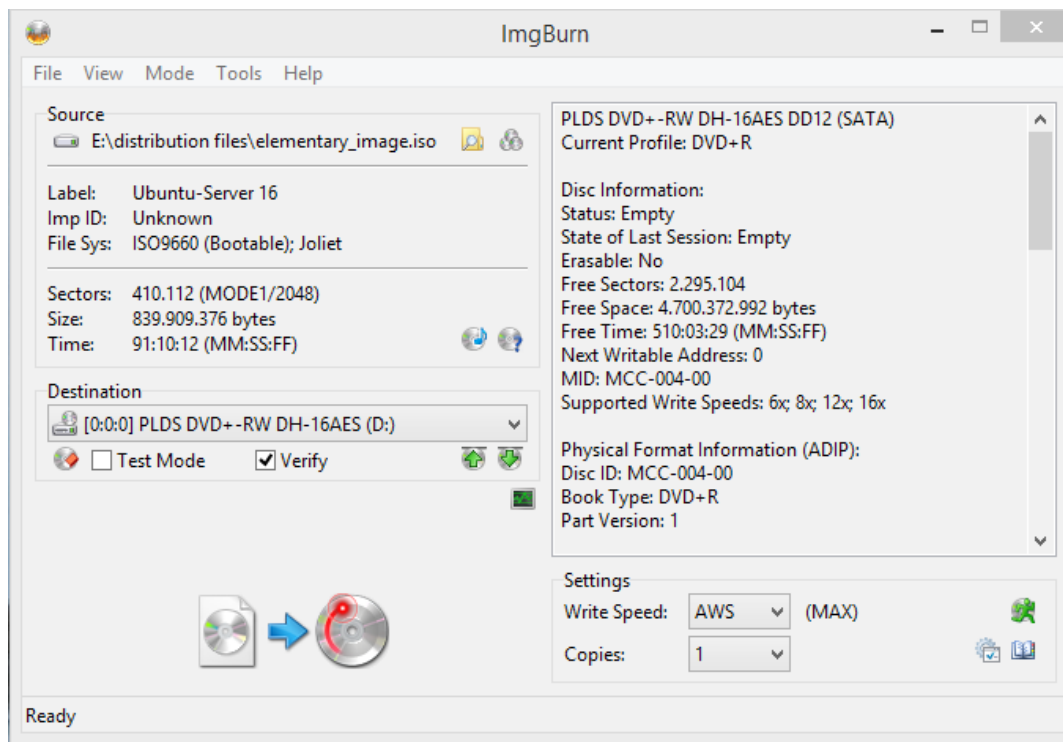 ImgBurn
File View Mode Tools Help
Source
E:\distribution files\elementary_image.iso
Label: Ubuntu-Server 16
Imp ID: Unknown
File Sys: ISO9660 (Bootable); Joliet
Sectors: 410.112 (MODE1/2048)
Size: 839.909.376 bytes
Time: 91:10:12 (MM:SS:FF)
Destination
[0:0:0] PLDS DVD+-RW DH-16AES (D:)
Test Mode Verify
PLDS DVD+-RW DH-16AES DD12 (SATA)
Current Profile: DVD+R
Disc Information:
Status: Empty
State of Last Session: Empty
Erasable: No
Free Sectors: 2.295.104
Free Space: 4.700.372.992 bytes
Free Time: 510:03:29 (MM:SS:FF)
Next Writable Address: 0
MID: MCC-004-00
Supported Write Speeds: 6x; 8x; 12x; 16x
Physical Format Information (ADIP):
Disc ID: MCC-004-00
Book Type: DVD+R
Part Version: 1
Settings
Write Speed: AWS (MAX)
Copies: 1
Ready